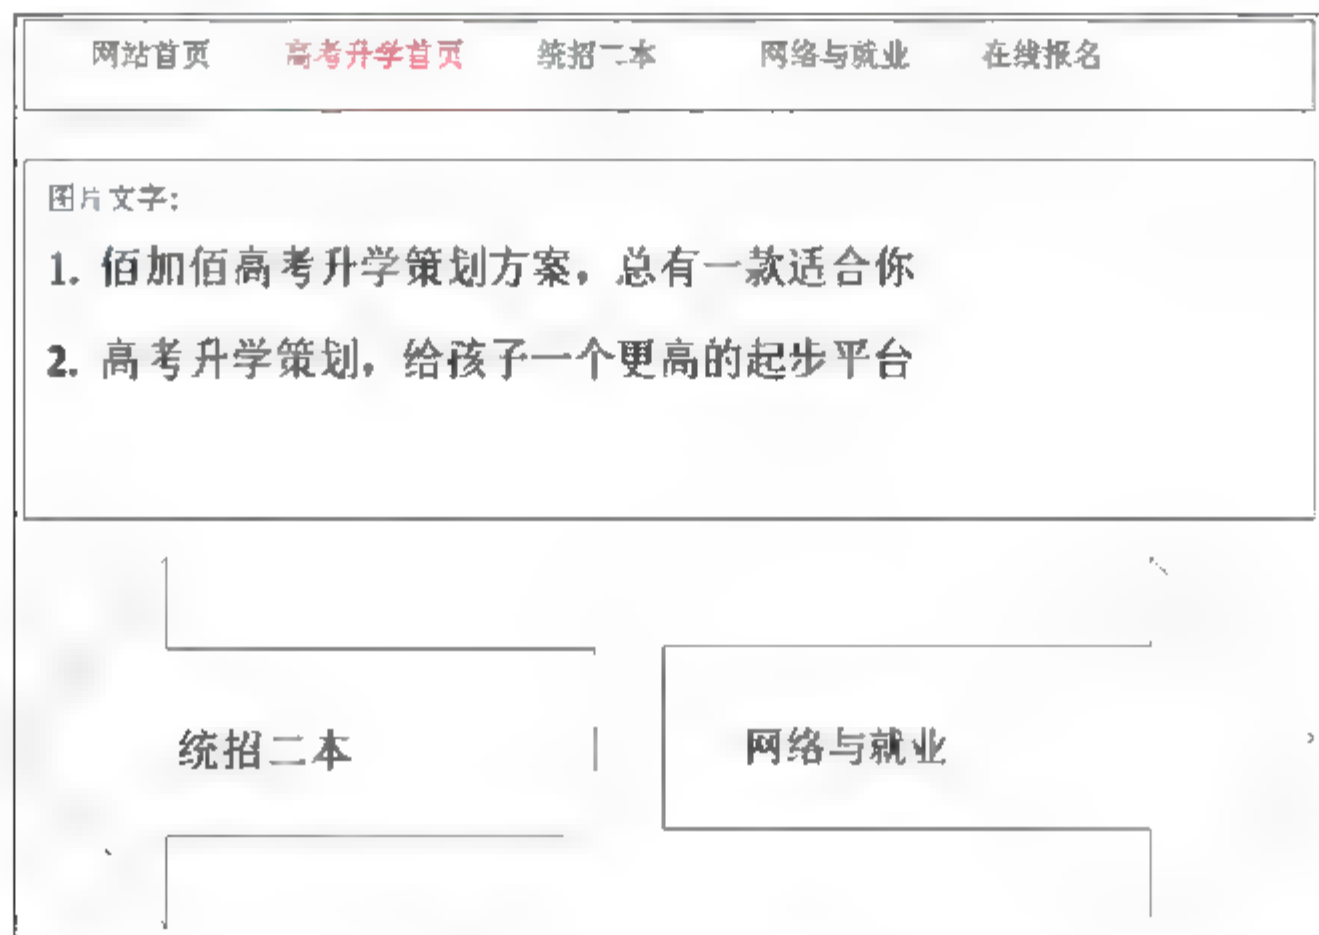 网站首页 高考升学首页 统招二本 网络与就业 在线报名
图片文字：
1. 佰加佰高考升学策划方案，总有一款适合你
2. 高考升学策划，给孩子一个更高的起步平台
统招二本 网络与就业